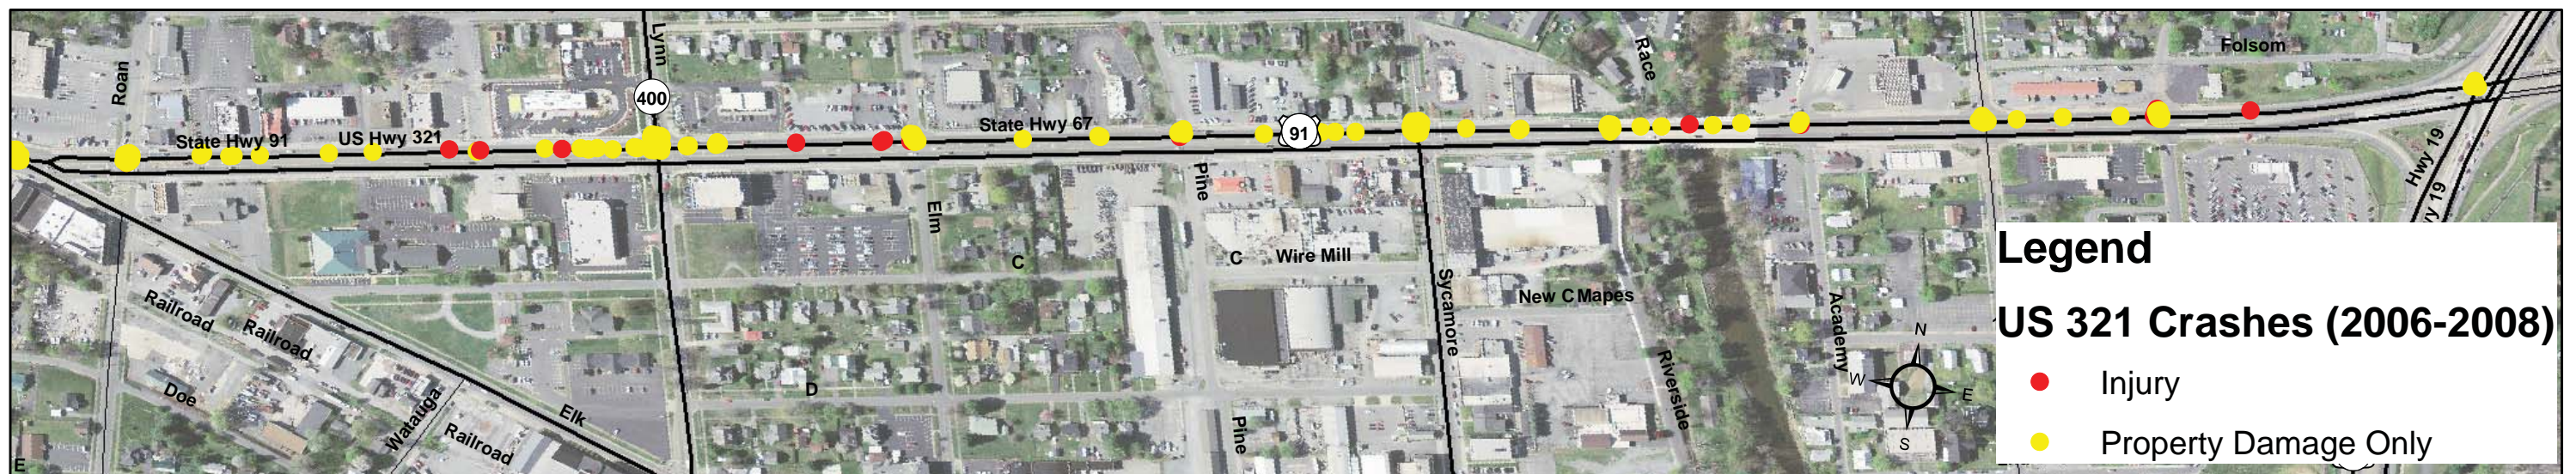 Lynn
Roan
400
State Hwy 91
US Hwy 321
State Hwy 67
91
Race
Folsom
Hwy 19
wy 19
Elm
Pine
C
C
Wire Mill
Sycamore
New C Mapes
Academy
Riverside
Railroad
Railroad
Doe
Watauga
Railroad
Elk
D
Pine
E
N
W
E
S
Legend
US 321 Crashes (2006-2008)
Injury
Property Damage Only